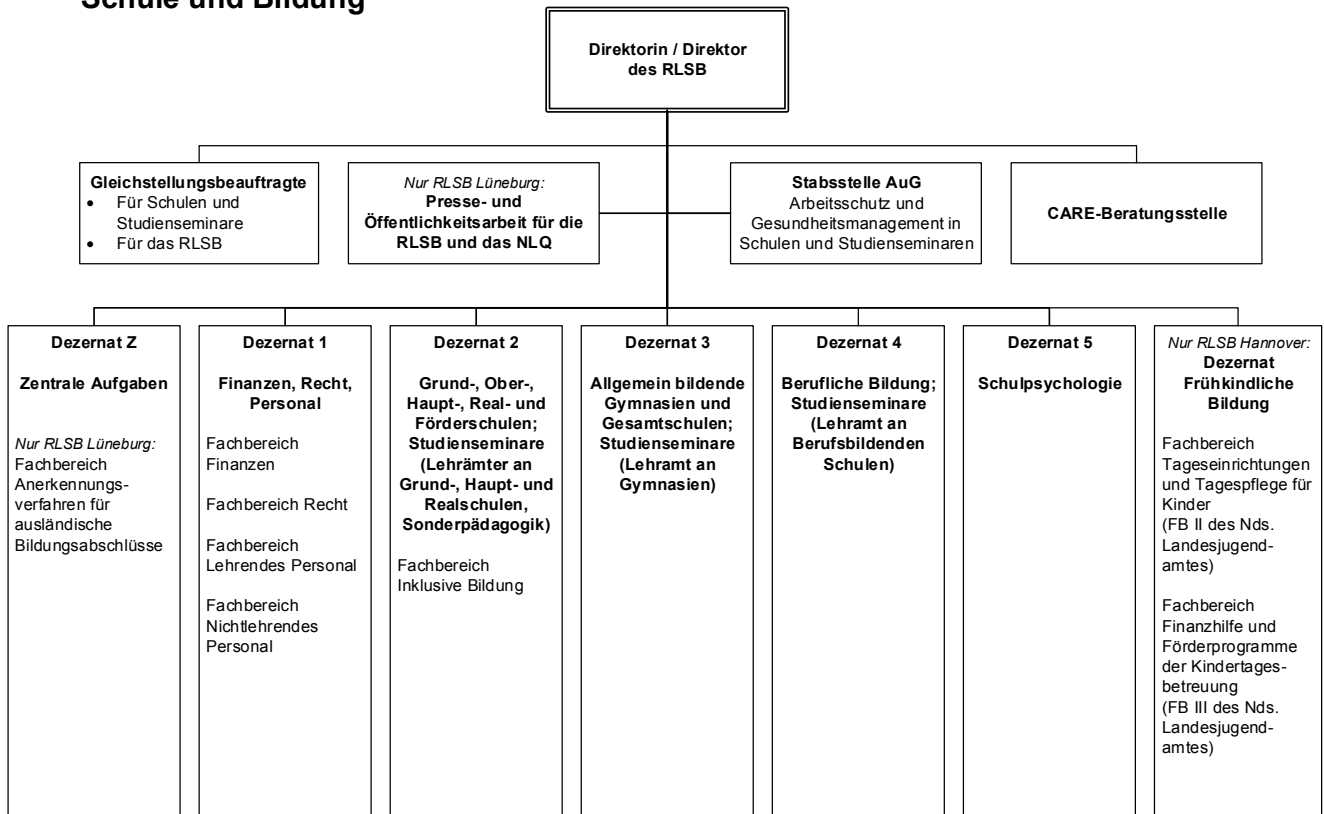 Schule und Bildung
Direktorin / Direktor
des RLSB
Gleichstellungsbeauftragte
• Für Schulen und
Studienseminare
• Für das RLSB
Nur RLSB Lüneburg:
Presse- und
Öffentlichkeitsarbeit für die
RLSB und das NLQ
Stabsstelle AuG
Arbeitsschutz und
Gesundheitsmanagement in
Schulen und Studienseminaren
CARE-Beratungsstelle
Dezernat Z
Zentrale Aufgaben
Nur RLSB Lüneburg:
Fachbereich
Anerkennungs-
verfahren für
ausländische
Bildungsabschlüsse
Dezernat 1
Finanzen, Recht,
Personal
Fachbereich
Finanzen
Fachbereich Recht
Fachbereich
Lehrendes Personal
Fachbereich
Nichtlehrendes
Personal
Dezernat 2
Grund-, Ober-,
Haupt-, Real- und
Förderschulen;
Studienseminare
(Lehrämter an
Grund-, Haupt- und
Realschulen,
Sonderpädagogik)
Fachbereich
Inklusive Bildung
Dezernat 3
Allgemein bildende
Gymnasien und
Gesamtschulen;
Studienseminare
(Lehramt an
Gymnasien)
Dezernat 4
Berufliche Bildung;
Studienseminare
(Lehramt an
Berufsbildenden
Schulen)
Dezernat 5
Schulpsychologie
Nur RLSB Hannover:
Dezernat
Frühkindliche
Bildung
Fachbereich
Tageseinrichtungen
und Tagespflege für
Kinder
(FB II des Nds.
Landesjugend-
amtes)
Fachbereich
Finanzhilfe und
Förderprogramme
der Kindertages-
betreuung
(FB III des Nds.
Landesjugend-
amtes)